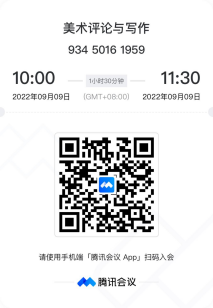 美术评论与写作
934 5016 1959
10:00 1小时30分钟 11:30
2022年09月09日 (GMT+08:00) 2022年09月09日
请使用手机端「腾讯会议 App」扫码入会
腾讯会议